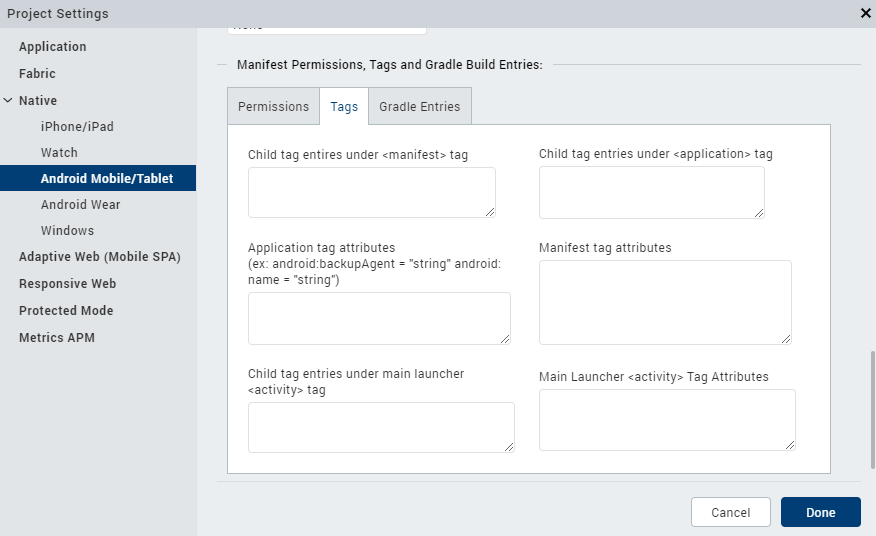 Project Settings
Application
Fabric
Native
iPhone/iPad
Watch
Android Mobile/Tablet
Android Wear
Windows
Adaptive Web (Mobile SPA)
Responsive Web
Protected Mode
Metrics APM
Manifest Permissions, Tags and Gradle Build Entries:
Permissions
Tags
Gradle Entries
Child tag entires under <manifest> tag
Child tag entries under <application> tag
Application tag attributes
(ex: android:backupAgent = "string" android:
name = "string")
Manifest tag attributes
Child tag entries under main launcher
<activity> tag
Main Launcher <activity> Tag Attributes
Cancel
Done